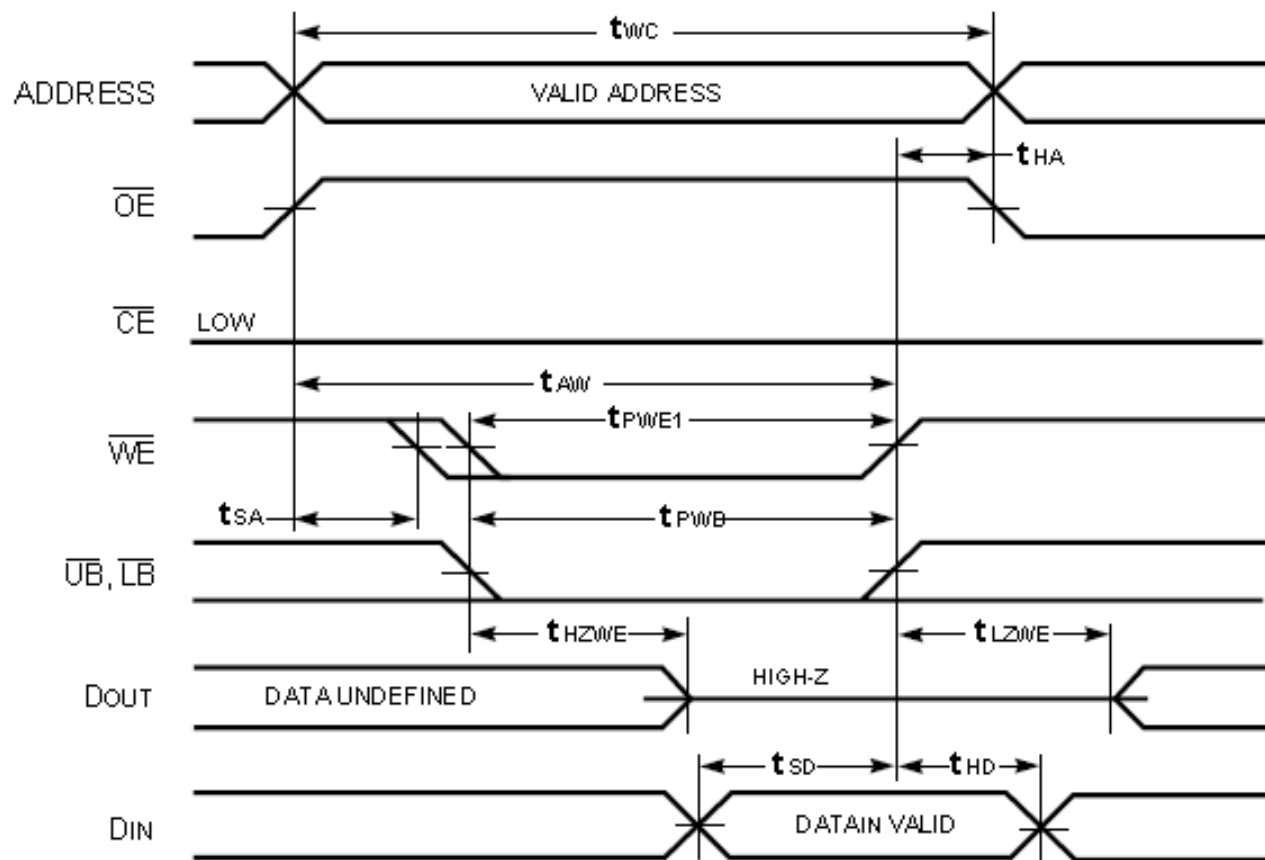 tWC
ADDRESS VALID ADDRESS
tHA
OE
CE LOW
tAW
tPWE1
WE
tSA tPWB
UB, LB
tHZWE tLZWE
DOUT DATA UNDEFINED HIGH-Z
tSD tHD
DIN DATAIN VALID